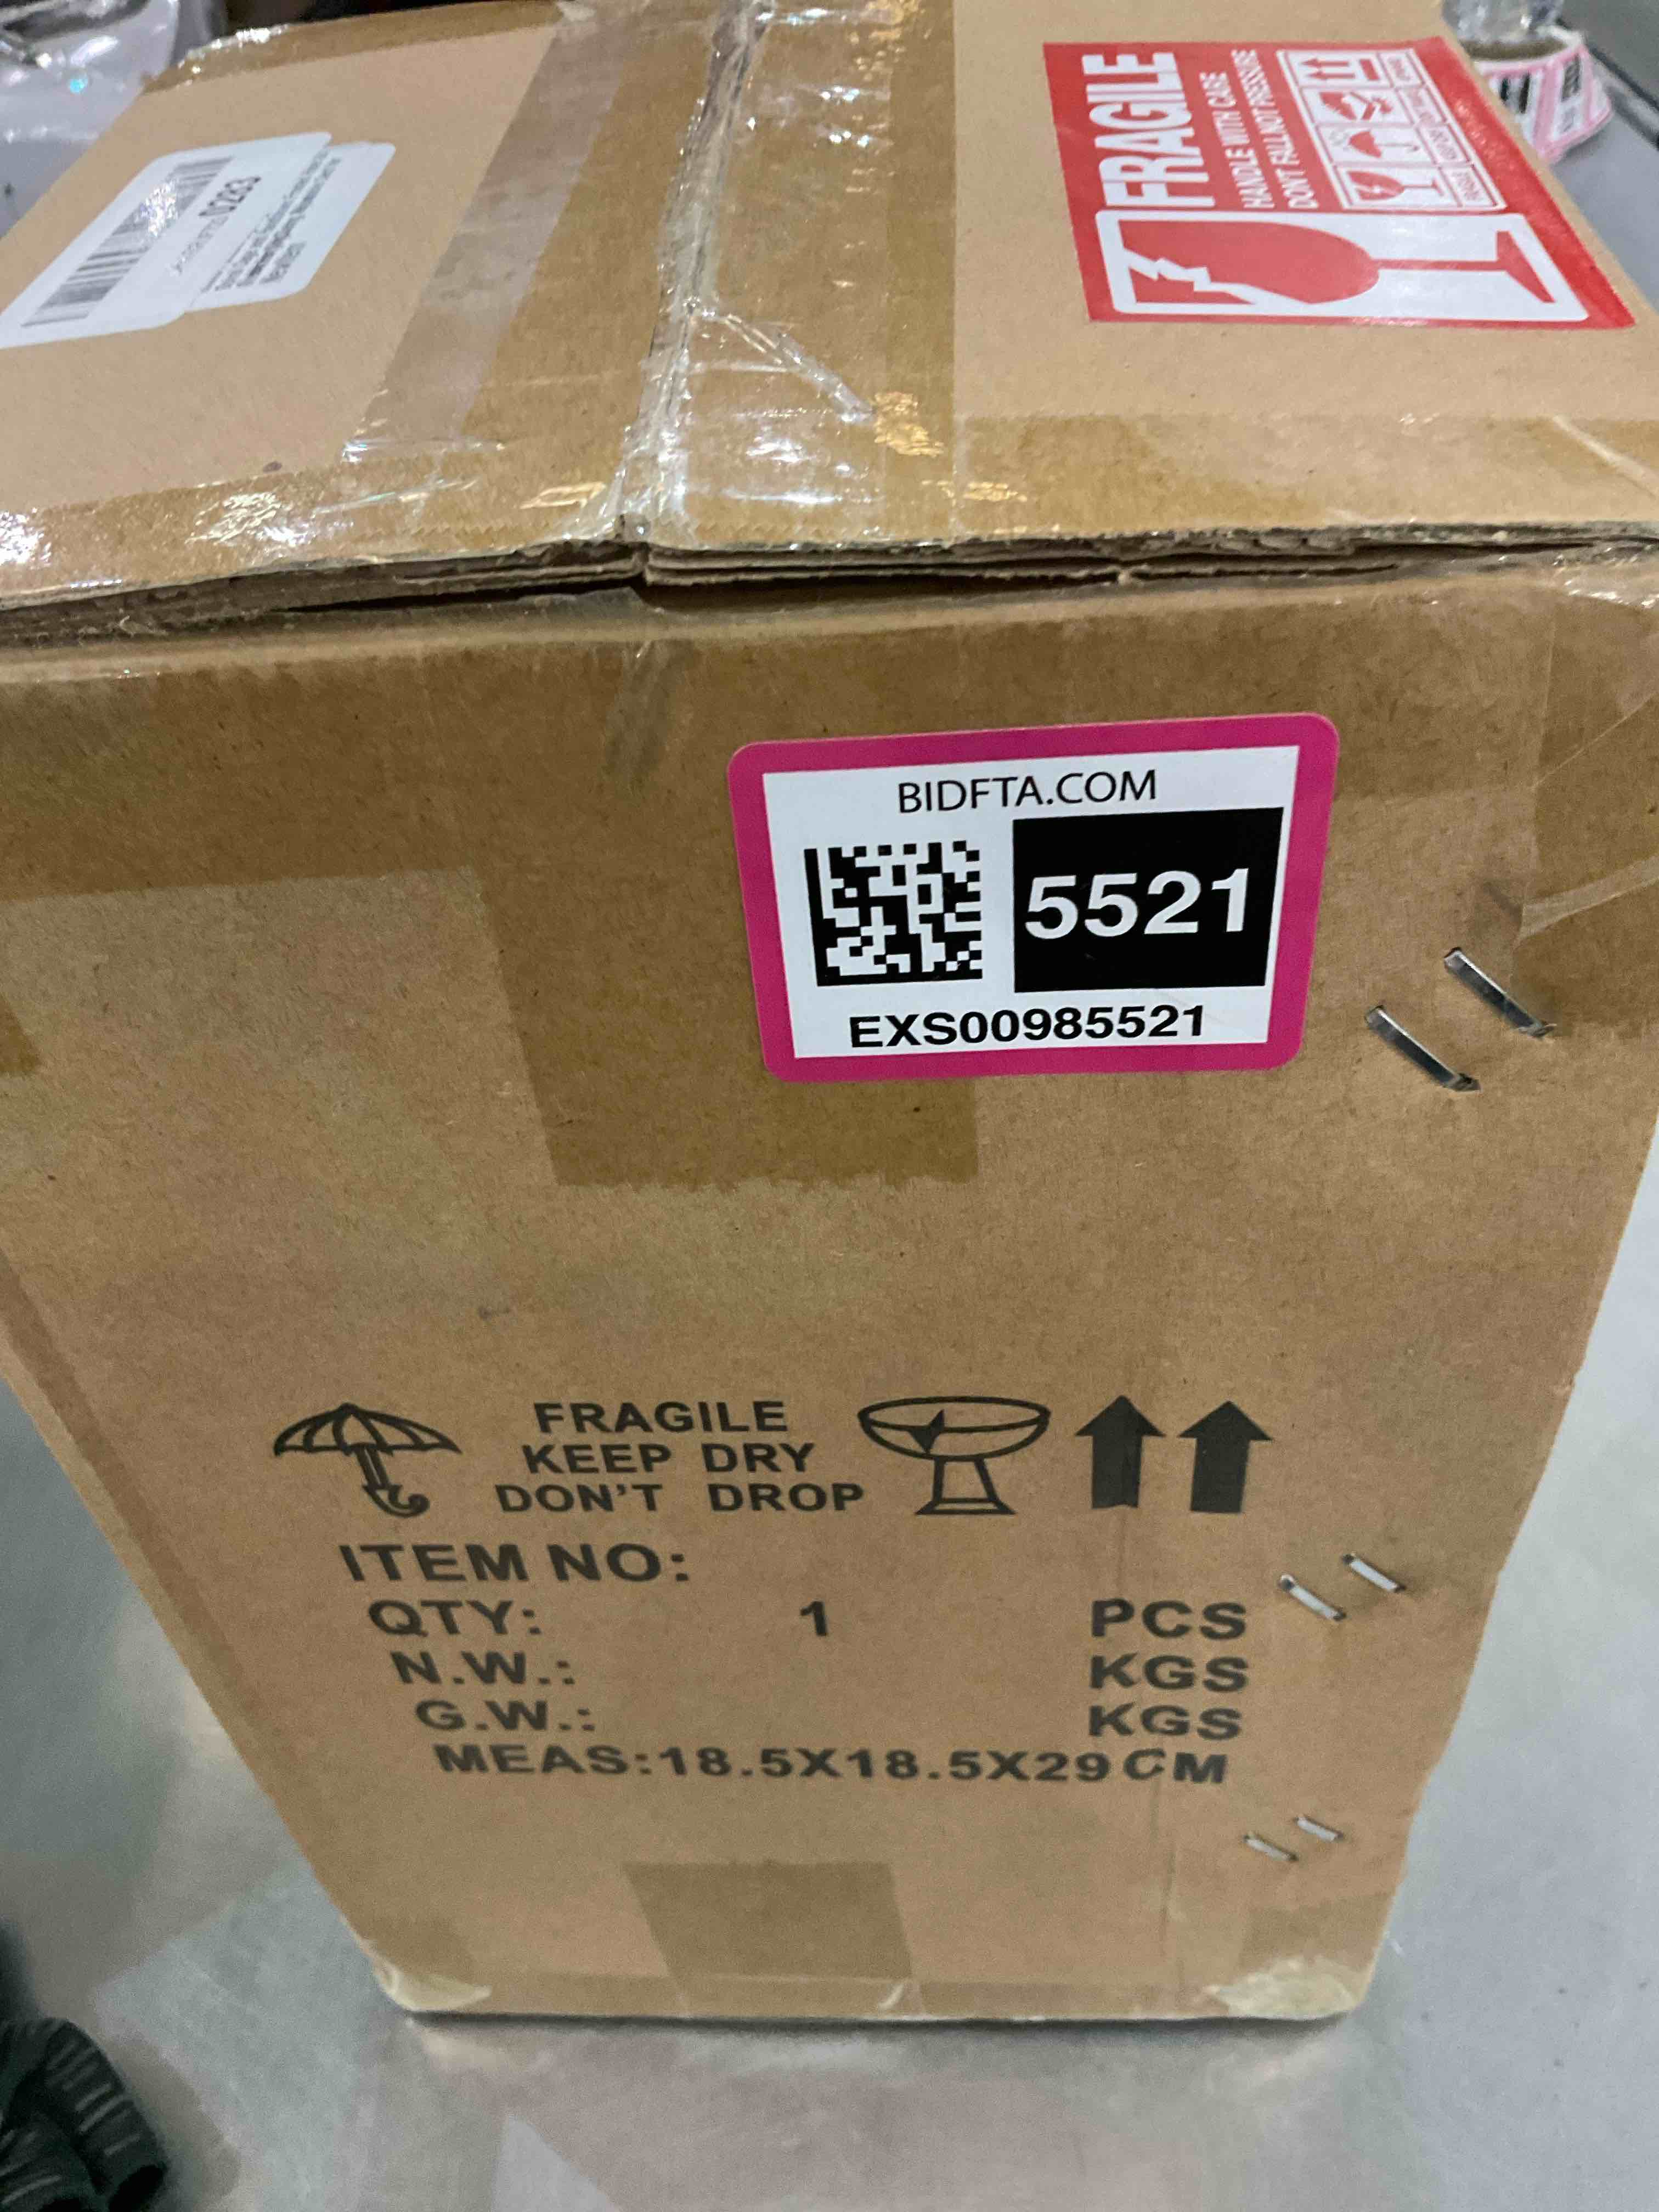 0283
FRAGILE
HANDLE WITH CARE
DON'T FALL.NOT PRESSURE
BIDFTA.COM
5521
EXS00985521
FRAGILE
KEEP DRY
DON'T DROP
ITEM NO:
QTY: 1 PCS
N.W.: KGS
G.W.: KGS
MEAS:18.5X18.5X29CM